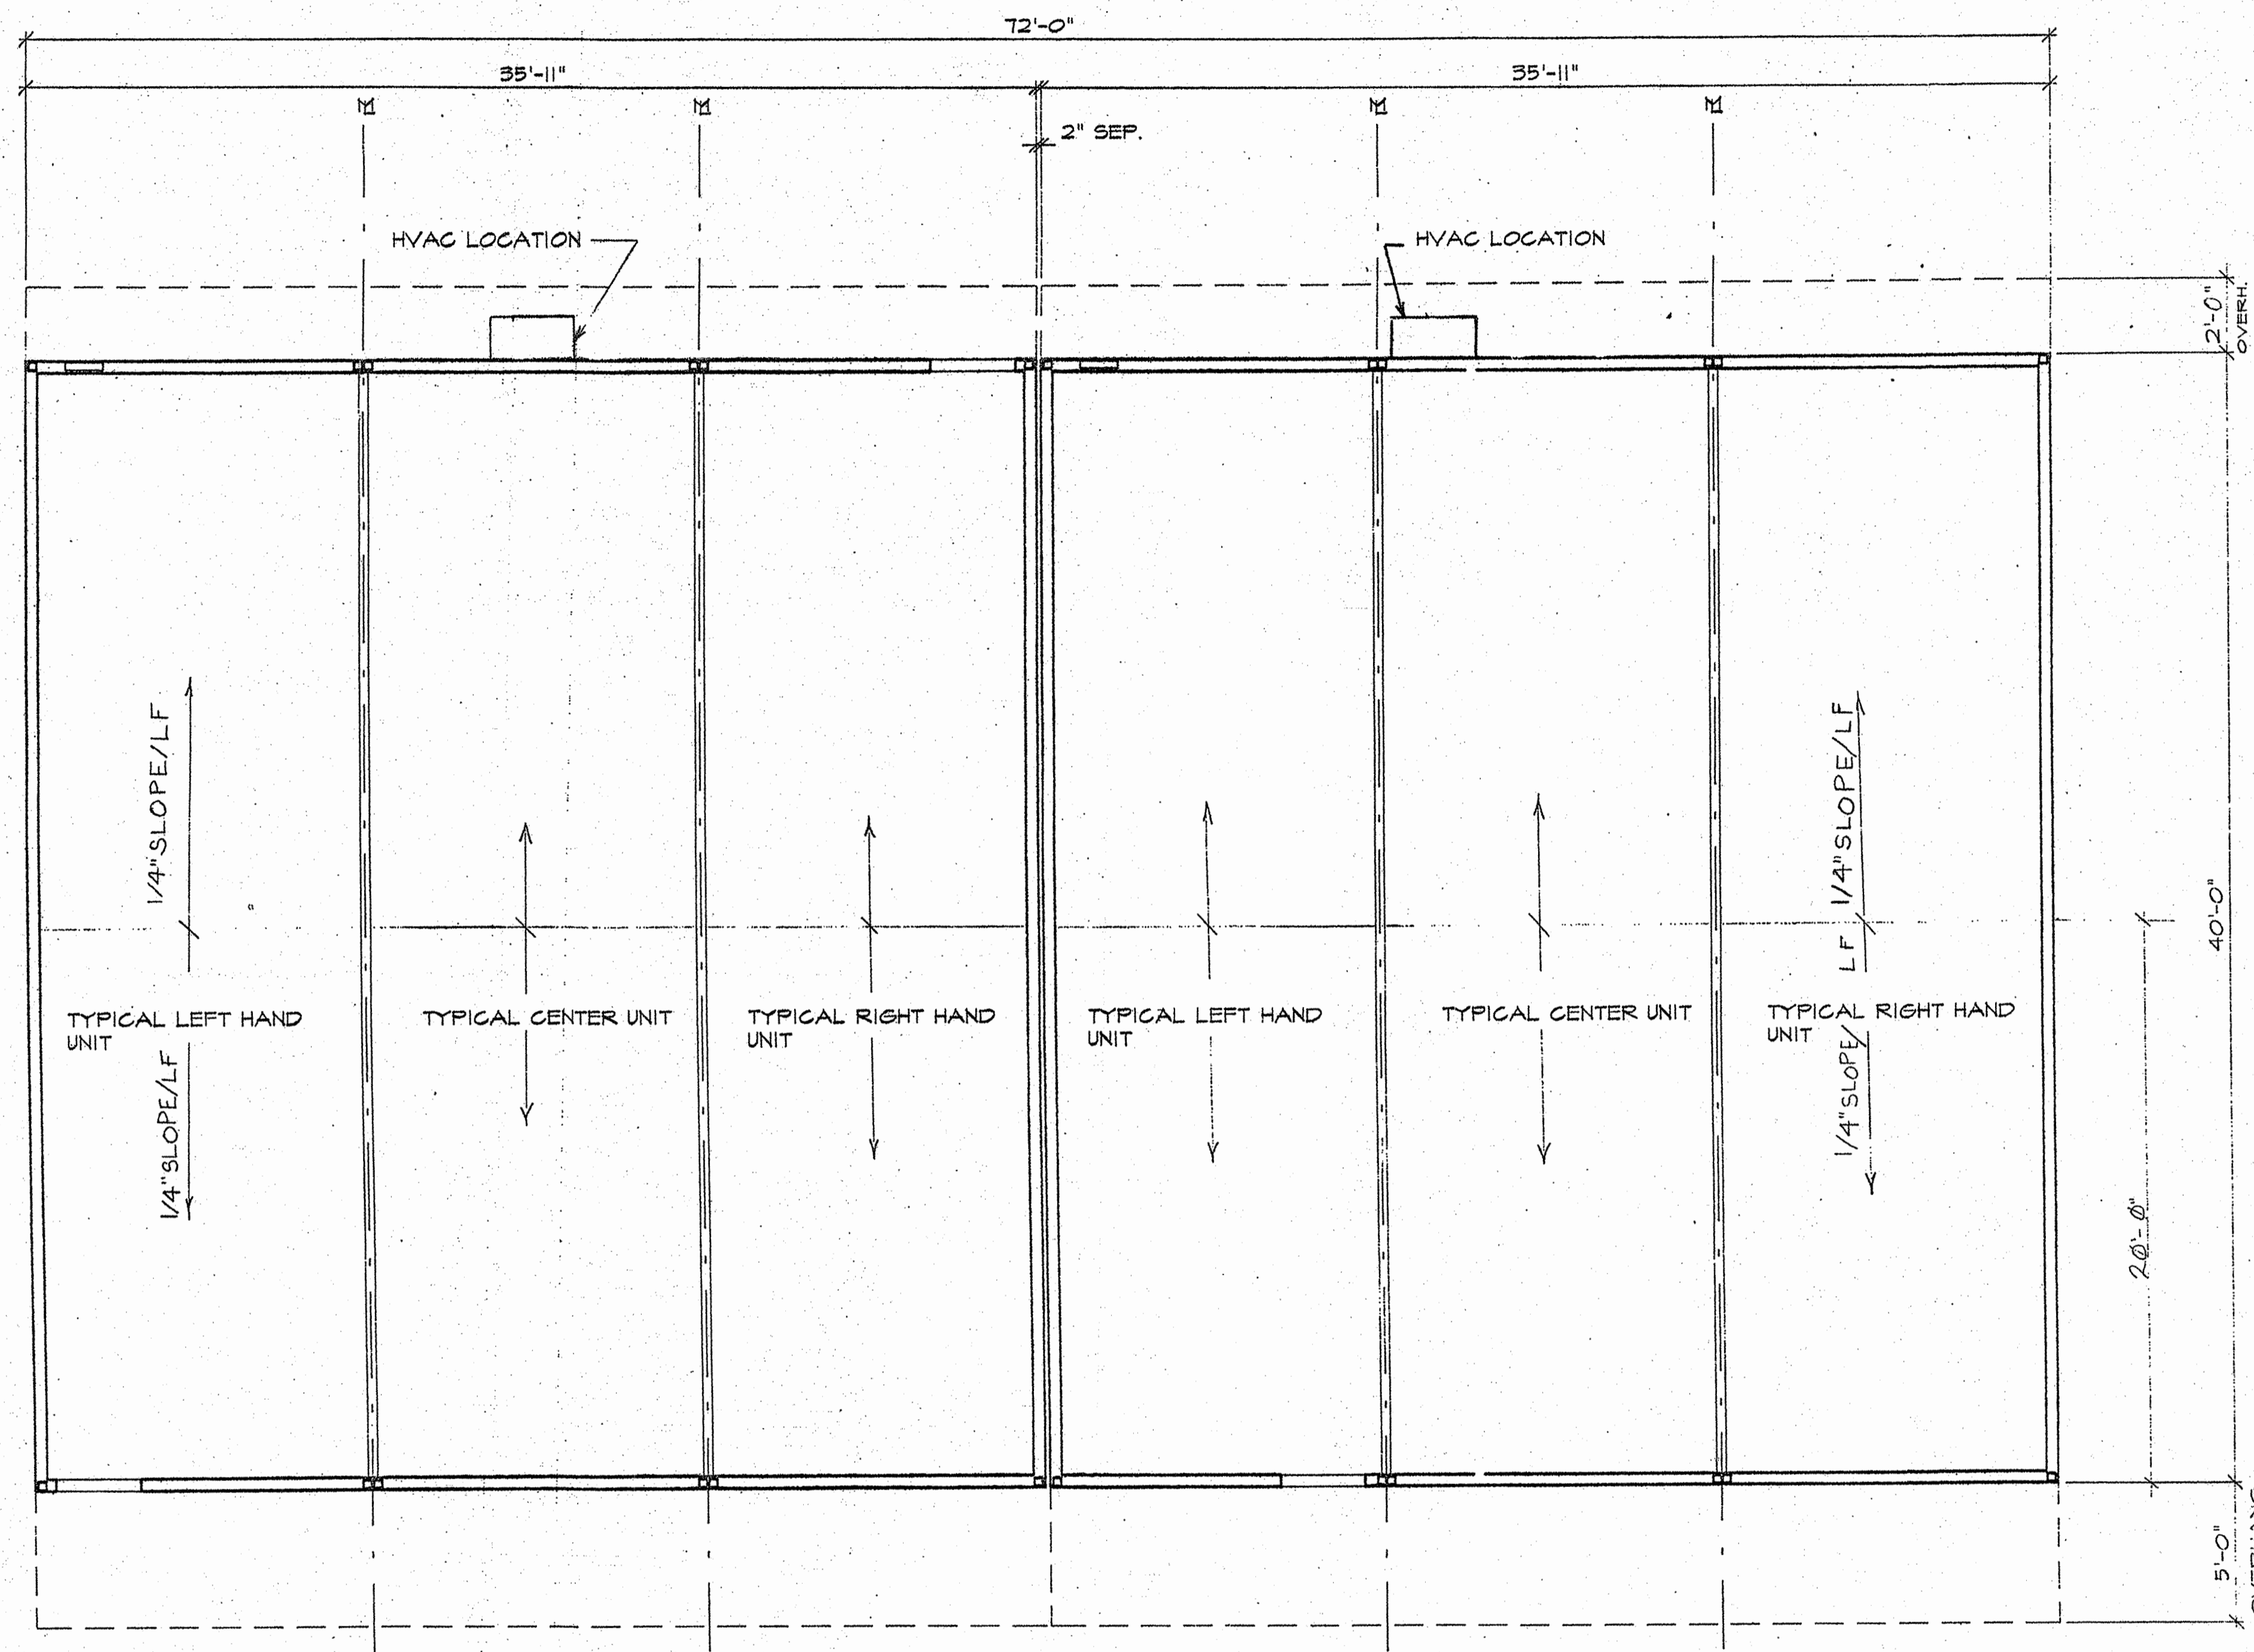 72'-0"
35'-11"
35'-11"
2" SEP.
HVAC LOCATION
HVAC LOCATION
2'-0"
OVERH.
1/4" SLOPE/LF
1/4" SLOPE/LF
40'-0"
LF
TYPICAL LEFT HAND
UNIT
TYPICAL CENTER UNIT
TYPICAL RIGHT HAND
UNIT
TYPICAL LEFT HAND
UNIT
TYPICAL CENTER UNIT
TYPICAL RIGHT HAND
UNIT
1/4" SLOPE/LF
1/4" SLOPE/
20'-0"
5'-0"